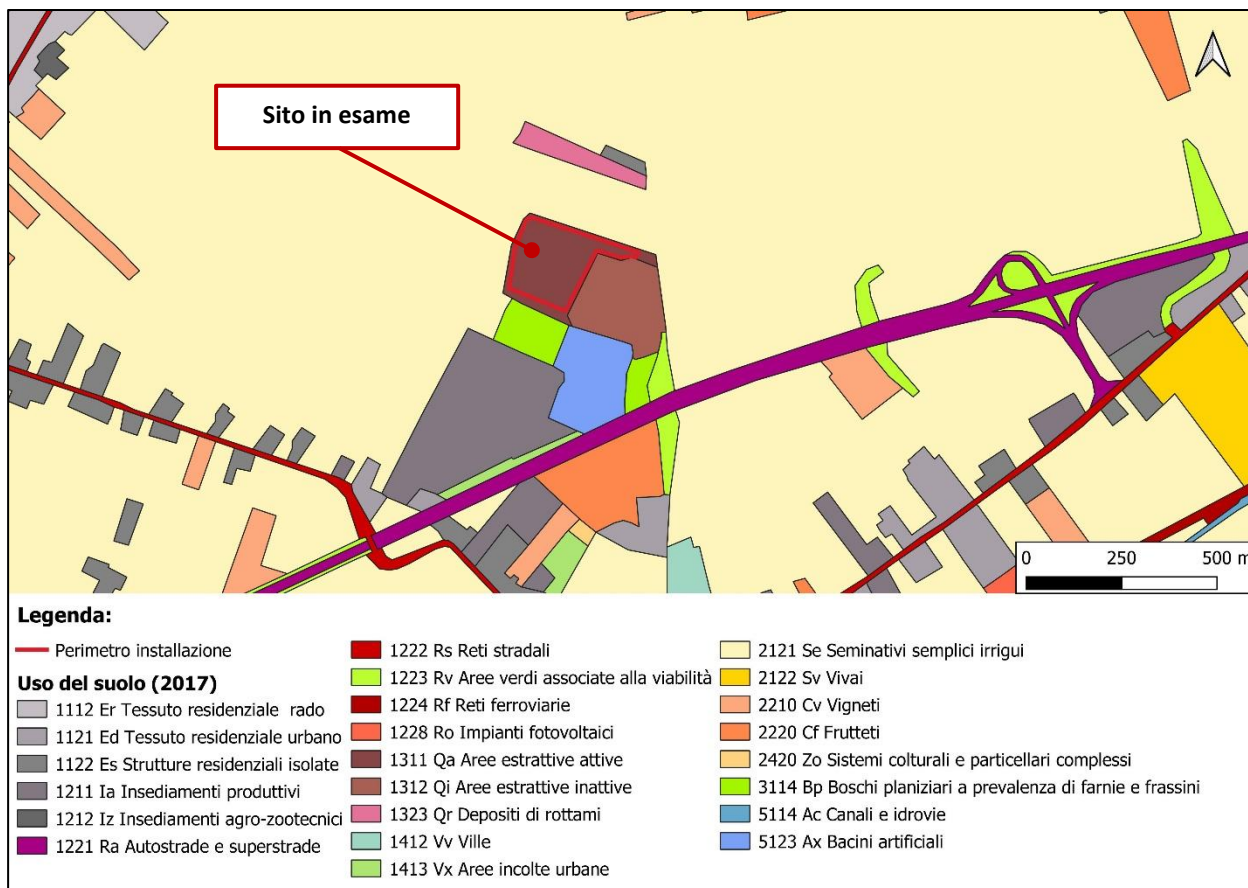 Sito in esame
0 250 500 m
Legenda:
Perimetro installazione
Uso del suolo (2017)
1112 Er Tessuto residenziale rado
1121 Ed Tessuto residenziale urbano
1122 Es Strutture residenziali isolate
1211 Ia Insediamenti produttivi
1212 Iz Insediamenti agro-zootecnici
1221 Ra Autostrade e superstrade
1222 Rs Reti stradali
1223 Rv Aree verdi associate alla viabilità
1224 Rf Reti ferroviarie
1228 Ro Impianti fotovoltaici
1311 Qa Aree estrattive attive
1312 Qi Aree estrattive inattive
1323 Qr Depositi di rottami
1412 Vv Ville
1413 Vx Aree incolte urbane
2121 Se Seminativi semplici irrigui
2122 Sv Vivai
2210 Cv Vigneti
2220 Cf Frutteti
2420 Zo Sistemi colturali e particellari complessi
3114 Bp Boschi planiziari a prevalenza di farnie e frassini
5114 Ac Canali e idrovie
5123 Ax Bacini artificiali